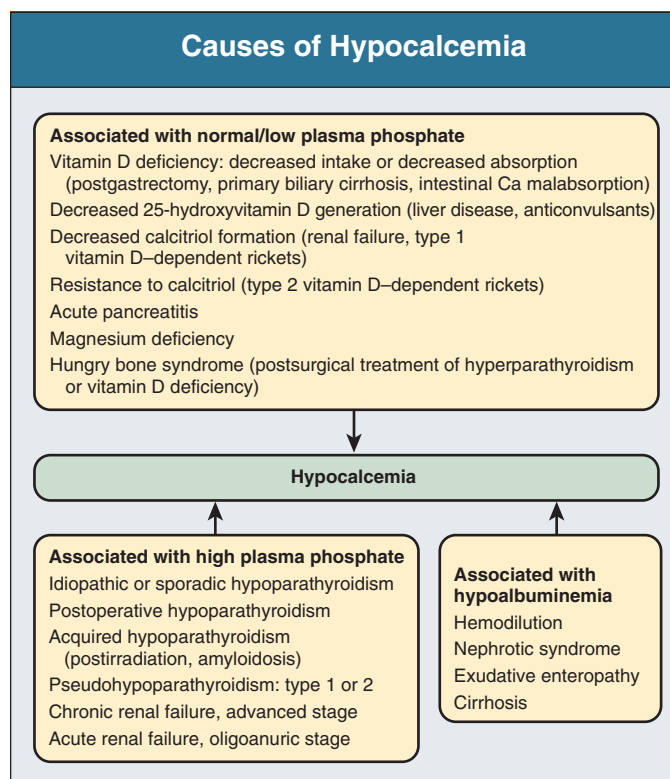 Causes of Hypocalcemia
Associated with normal/low plasma phosphate
Vitamin D deficiency: decreased intake or decreased absorption
(postgastrectomy, primary biliary cirrhosis, intestinal Ca malabsorption)
Decreased 25-hydroxyvitamin D generation (liver disease, anticonvulsants)
Decreased calcitriol formation (renal failure, type 1
vitamin D–dependent rickets)
Resistance to calcitriol (type 2 vitamin D–dependent rickets)
Acute pancreatitis
Magnesium deficiency
Hungry bone syndrome (postsurgical treatment of hyperparathyroidism
or vitamin D deficiency)
Hypocalcemia
Associated with high plasma phosphate
Idiopathic or sporadic hypoparathyroidism
Postoperative hypoparathyroidism
Acquired hypoparathyroidism
(postirradiation, amyloidosis)
Pseudohypoparathyroidism: type 1 or 2
Chronic renal failure, advanced stage
Acute renal failure, oligoanuric stage
Associated with
hypoalbuminemia
Hemodilution
Nephrotic syndrome
Exudative enteropathy
Cirrhosis